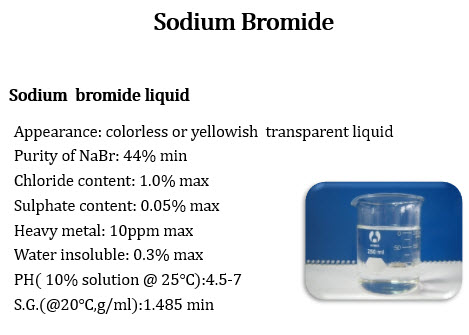 Sodium Bromide
Sodium bromide liquid
Appearance: colorless or yellowish transparent liquid
Purity of NaBr: 44% min
Chloride content: 1.0% max
Sulphate content: 0.05% max
Heavy metal: 10ppm max
Water insoluble: 0.3% max
PH( 10% solution @ 25℃):4.5-7
S.G.(@20℃,g/ml):1.485 min
250 ml